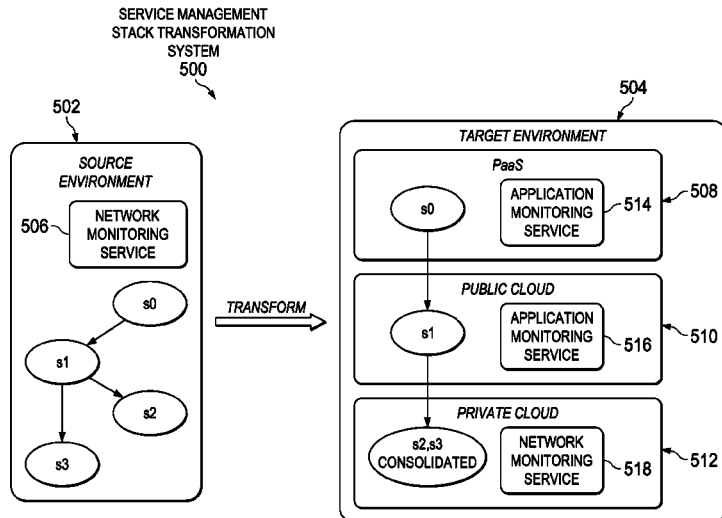 SERVICE MANAGEMENT
STACK TRANSFORMATION
SYSTEM
500
502
SOURCE
ENVIRONMENT
506
NETWORK
MONITORING
SERVICE
s0
s1
s2
s3
TRANSFORM
504
TARGET ENVIRONMENT
PaaS
s0
APPLICATION
MONITORING
SERVICE
514
508
PUBLIC CLOUD
s1
APPLICATION
MONITORING
SERVICE
516
510
PRIVATE CLOUD
s2,s3
CONSOLIDATED
NETWORK
MONITORING
SERVICE
518
512